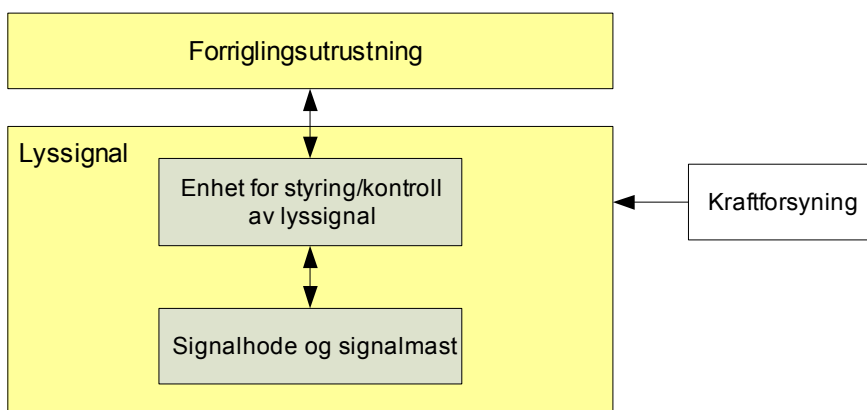 Forriglingsutrustning
Lyssignal
Enhet for styring/kontroll
av lyssignal
Kraftforsyning
Signalhode og signalmast